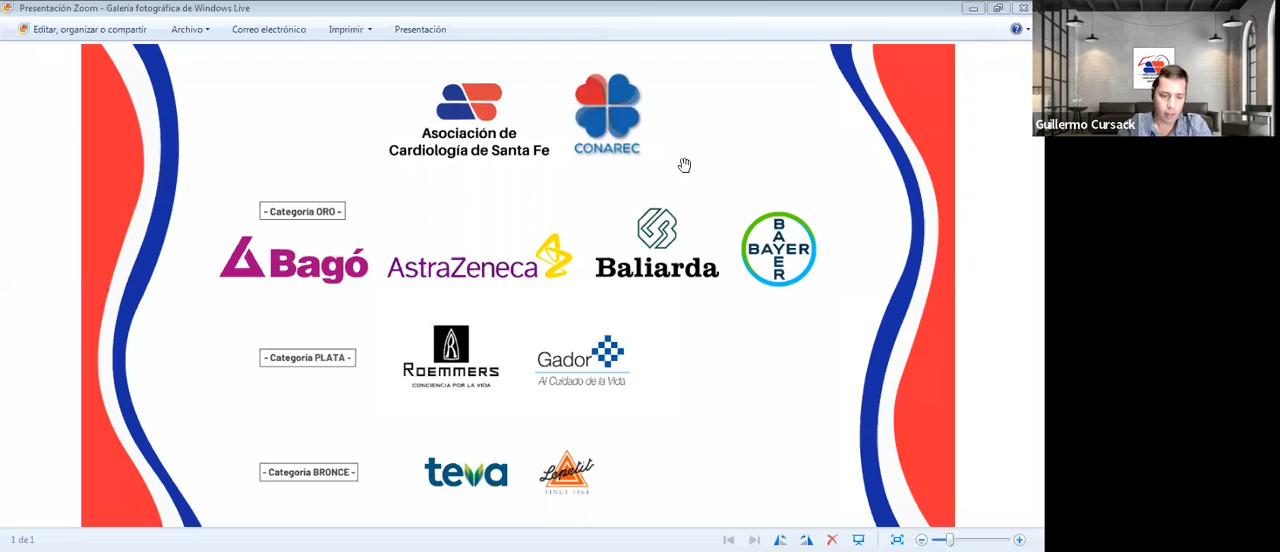 Presentación Zoom - Galería fotográfica de Windows Live
Editar, organizar o compartir
Archivo
Correo electrónico
Imprimir
Presentación
Guillermo Cursack
Asociación de
Cardiología de Santa Fe
CONAREC
- Categoría ORO -
Bagó
AstraZeneca
Baliarda
BAYER
BAYER
- Categoría PLATA -
ROEMMERS
CONCIENCIA POR LA VIDA
Gador
Al Cuidado de la Vida
- Categoría BRONCE -
teva
Lepetit
SINCE 1868
1 de 1